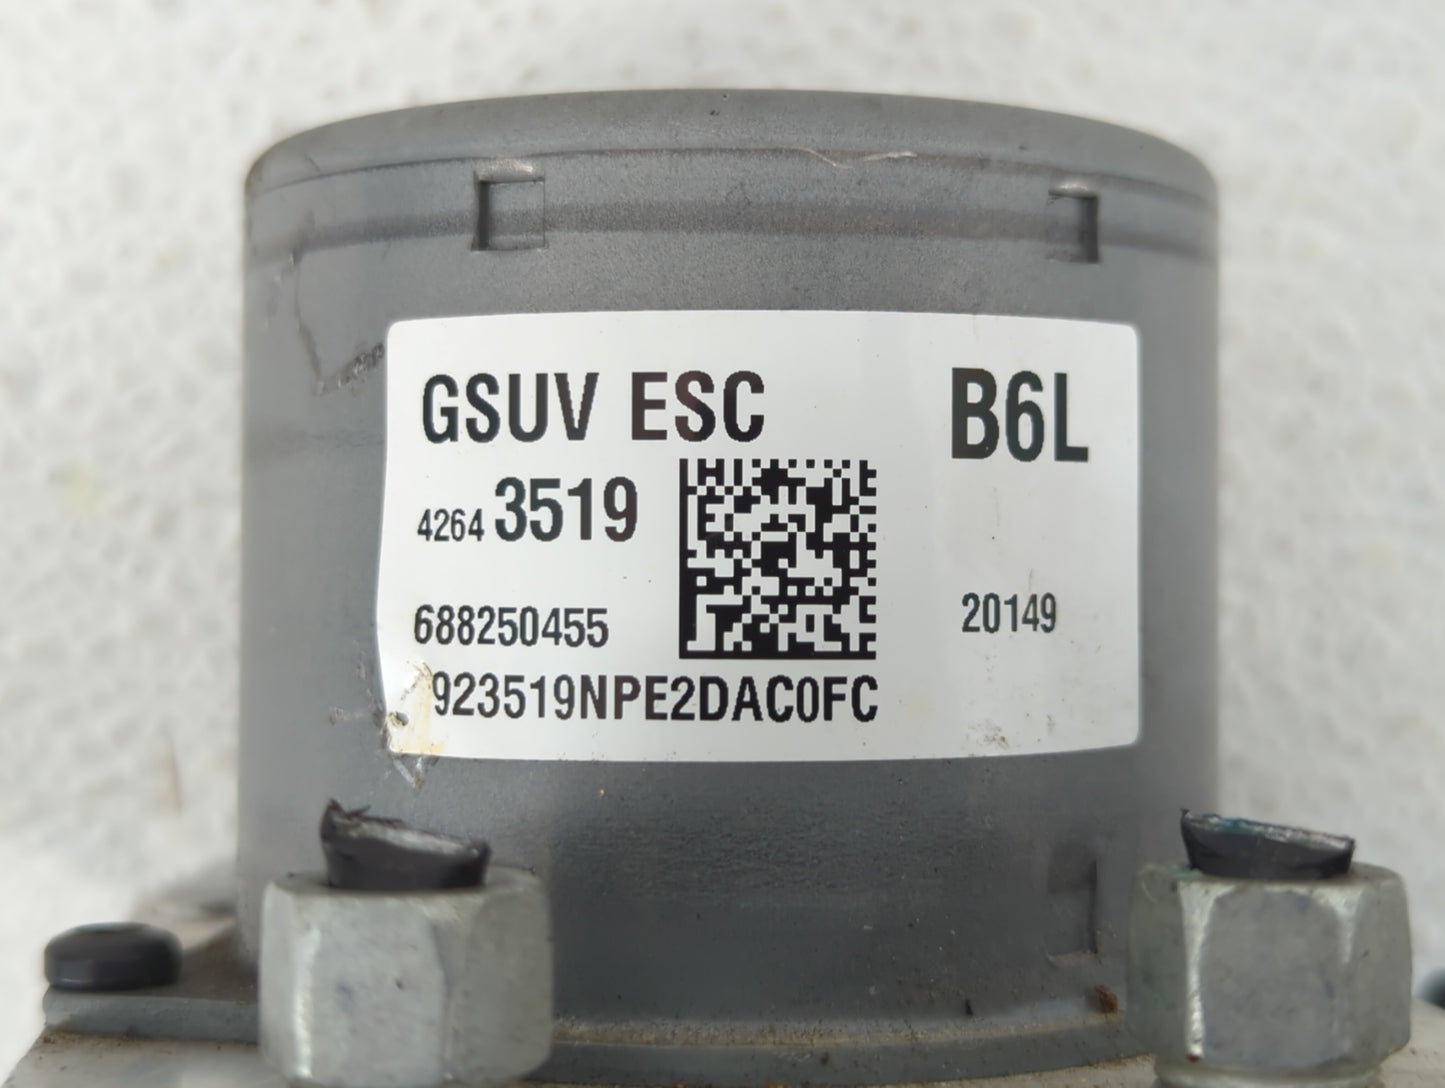 GSUV ESC B6L
4264 3519
688250455 20149
923519NPE2DAC0FC